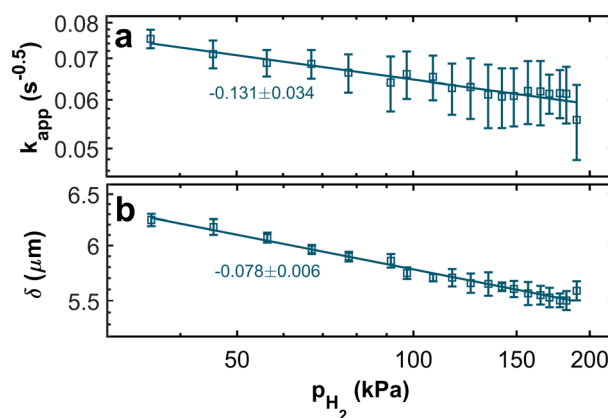 a
0.08
0.07
0.06
0.05
k_app (s^-0.5)
-0.131±0.034
b
6.5
6
5.5
δ (μm)
-0.078±0.006
50 100 150 200
p_H₂ (kPa)